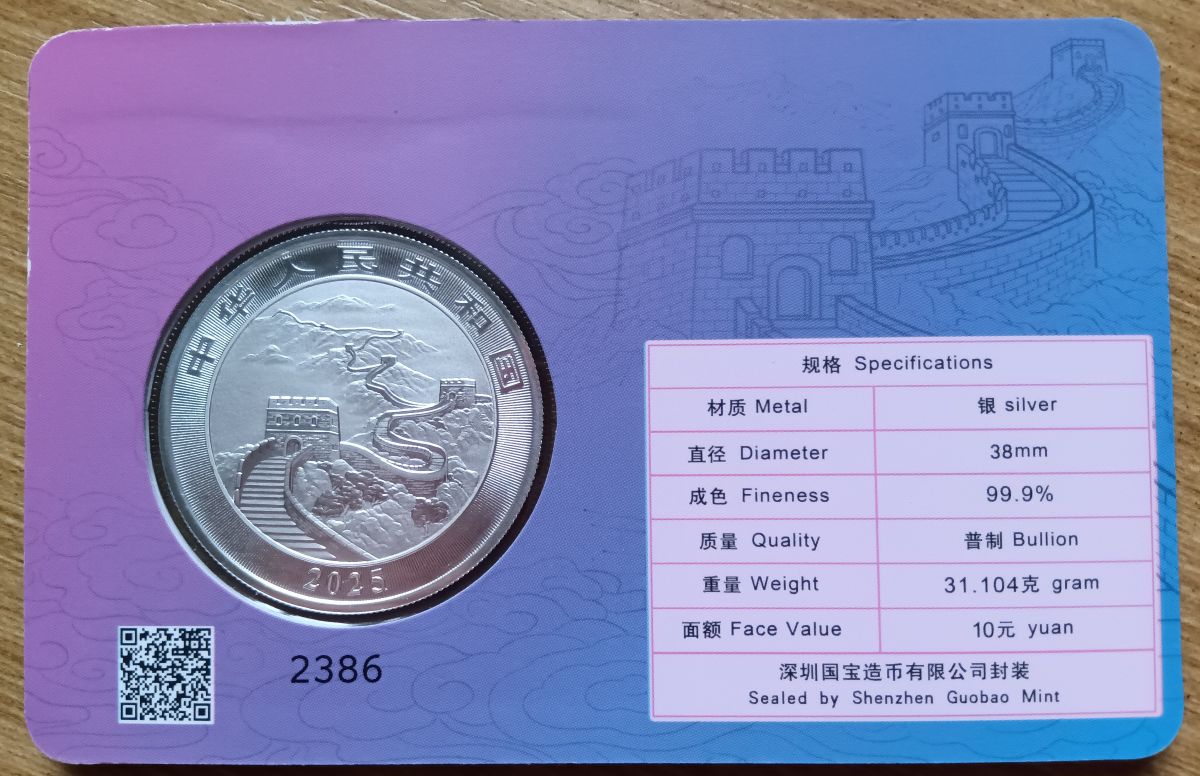 中华人民共和国
2025
2386
规格 Specifications
材质 Metal 银 silver
直径 Diameter 38mm
成色 Fineness 99.9%
质量 Quality 普制 Bullion
重量 Weight 31.104克 gram
面额 Face Value 10元 yuan
深圳国宝造币有限公司封装
Sealed by Shenzhen Guobao Mint